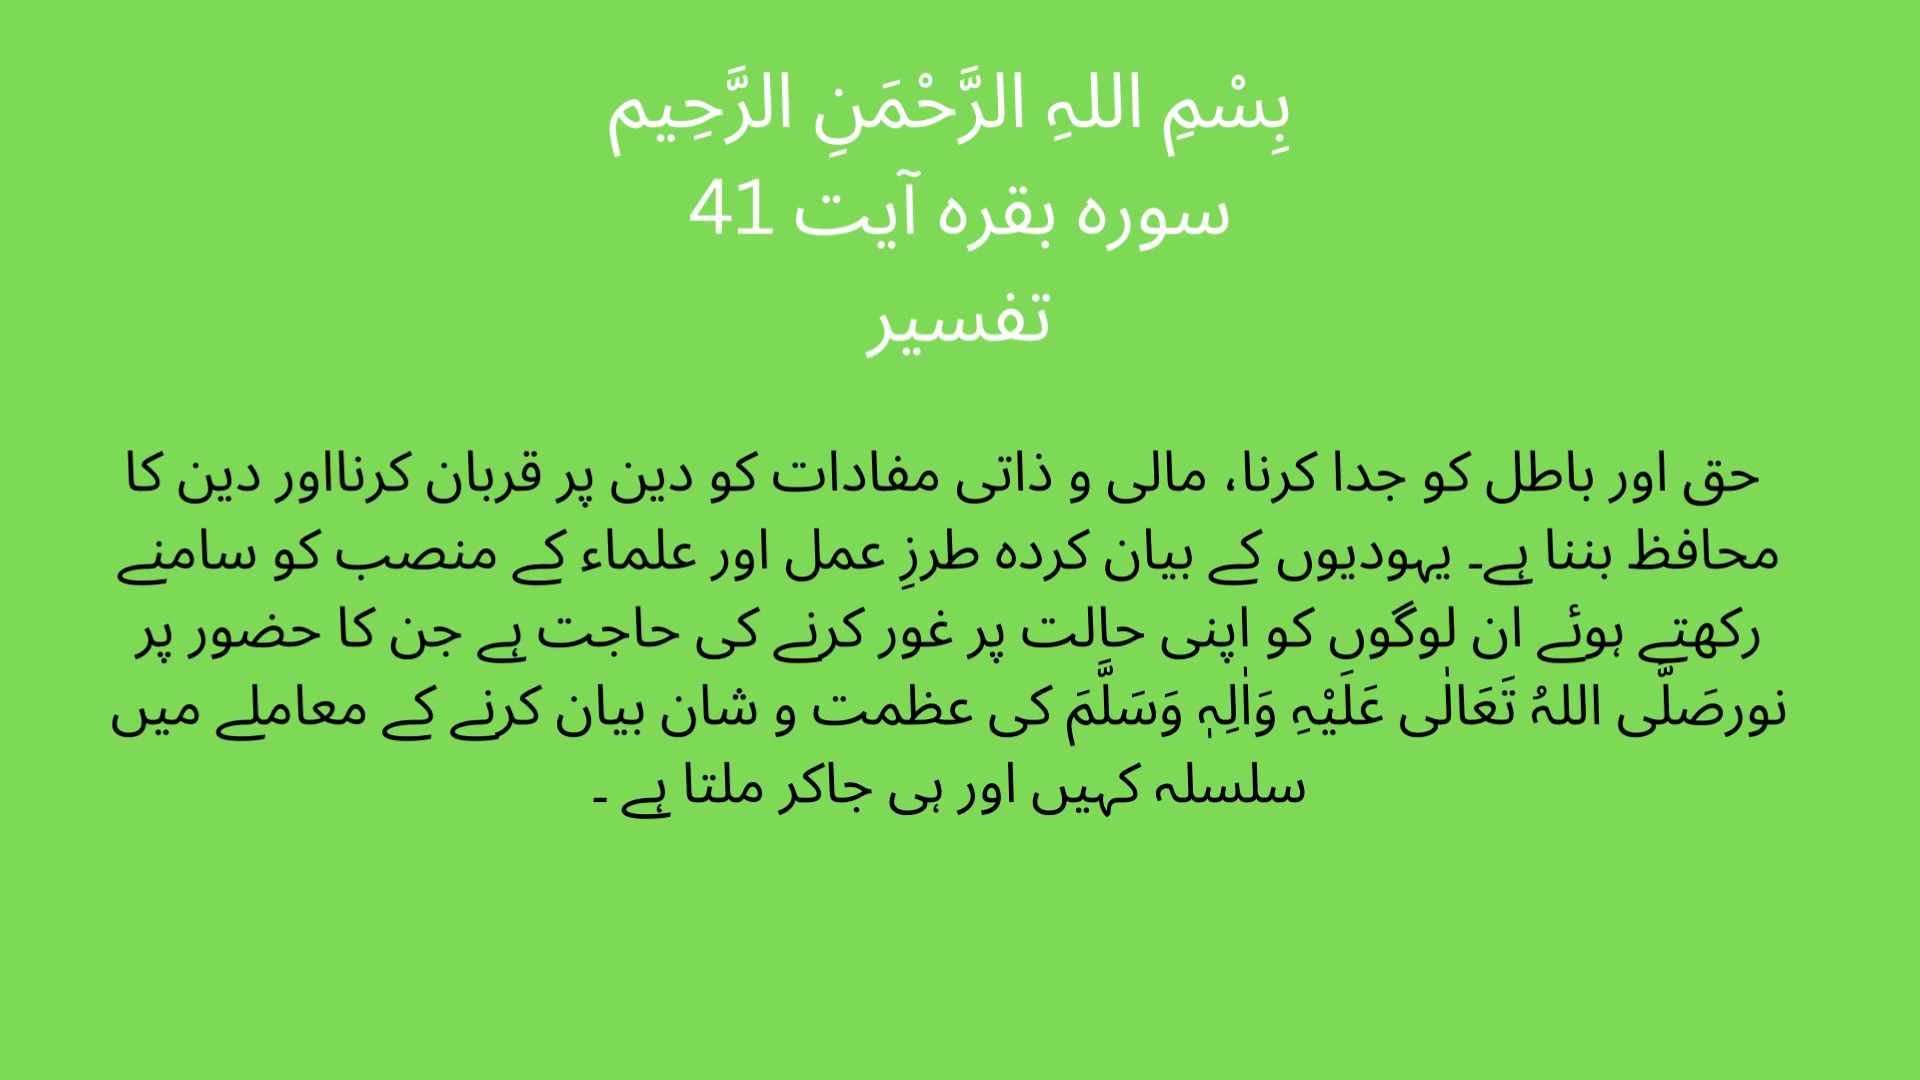 بِسْمِ اللہِ الرَّحْمَنِ الرَّحِیم
سورہ بقرہ آیت 41
تفسیر
حق اور باطل کو جدا کرنا، مالی و ذاتی مفادات کو دین پر قربان کرنااور دین کا
محافظ بننا ہے۔ یہودیوں کے بیان کردہ طرزِ عمل اور علماء کے منصب کو سامنے
رکھتے ہوئے ان لوگوں کو اپنی حالت پر غور کرنے کی حاجت ہے جن کا حضور پر
نورصَلَّی اللہُ تَعَالٰی عَلَیْہِ وَاٰلِہٖ وَسَلَّمَ کی عظمت و شان بیان کرنے کے معاملے میں
سلسلہ کہیں اور ہی جاکر ملتا ہے ۔